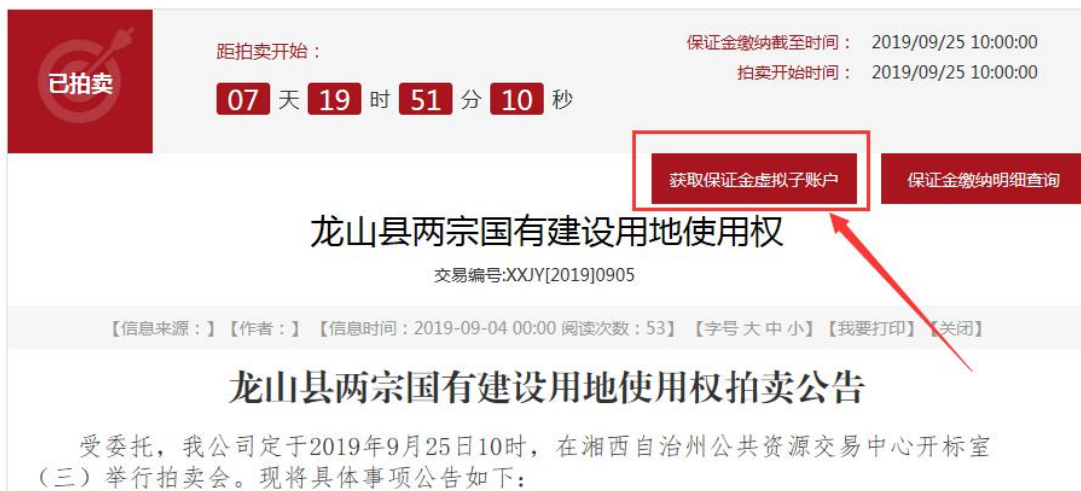 已拍卖
距拍卖开始：
07 天 19 时 51 分 10 秒
保证金缴纳截至时间： 2019/09/25 10:00:00
拍卖开始时间： 2019/09/25 10:00:00
获取保证金虚拟子账户
保证金缴纳明细查询
龙山县两宗国有建设用地使用权
交易编号:XXJY[2019]0905
【信息来源：】【作者：】 【信息时间：2019-09-04 00:00 阅读次数：53】 【字号 大 中 小】【我要打印】【关闭】
龙山县两宗国有建设用地使用权拍卖公告
受委托，我公司定于2019年9月25日10时，在湘西自治州公共资源交易中心开标室
（三）举行拍卖会。现将具体事项公告如下：